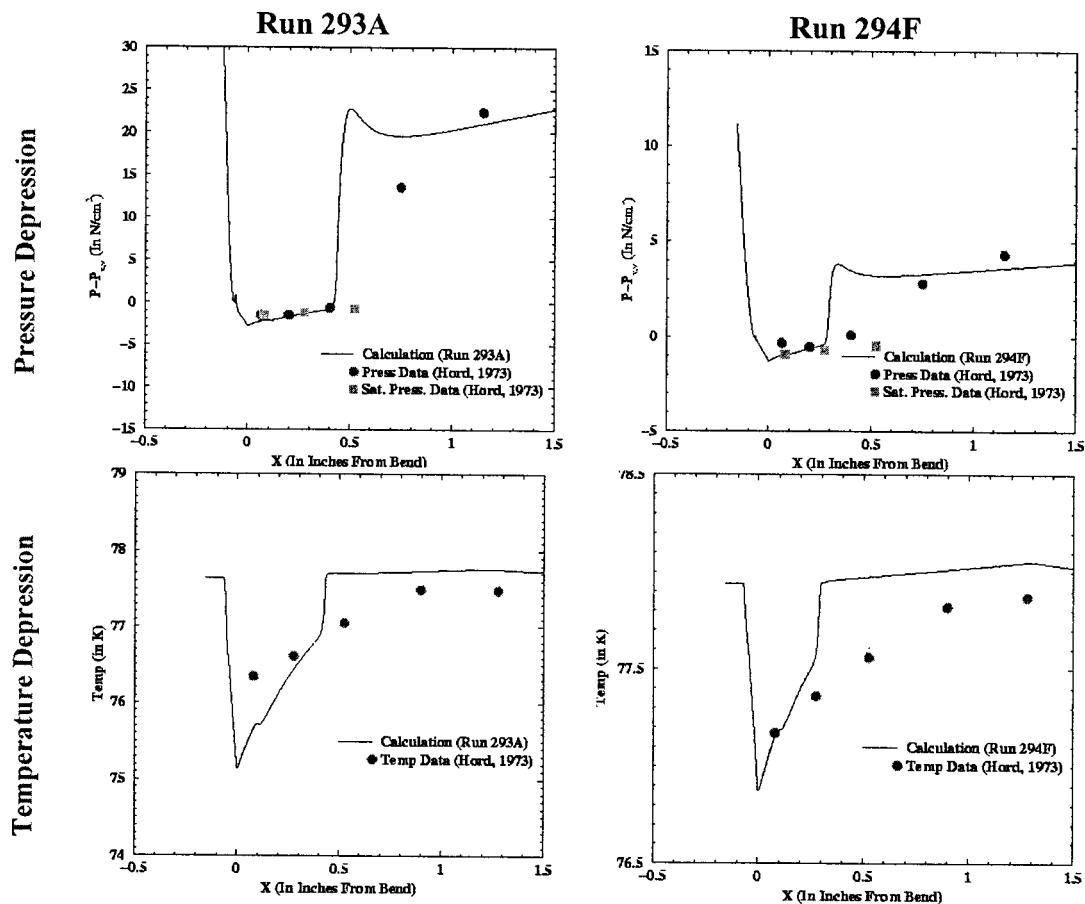 Run 293A
Run 294F
Pressure Depression
30
25
20
15
10
5
0
−5
−10
−15
P−P (In N/cm²)
Calculation (Run 293A)
Press Data (Hord, 1973)
Sat. Press. Data (Hord, 1973)
−0.5 0 0.5 1 1.5
X (In Inches From Bend)
15
10
5
0
−5
P−P (In N/cm²)
Calculation (Run 294F)
Press Data (Hord, 1973)
Sat. Press. Data (Hord, 1973)
−0.5 0 0.5 1 1.5
X (In Inches From Bend)
Temperature Depression
79
78
77
76
75
74
Temp (in K)
Calculation (Run 293A)
Temp Data (Hord, 1973)
−0.5 0 0.5 1 1.5
X (In Inches From Bend)
78.5
77.5
76.5
Temp (in K)
Calculation (Run 294F)
Temp Data (Hord, 1973)
−0.5 0 0.5 1 1.5
X (In Inches From Bend)